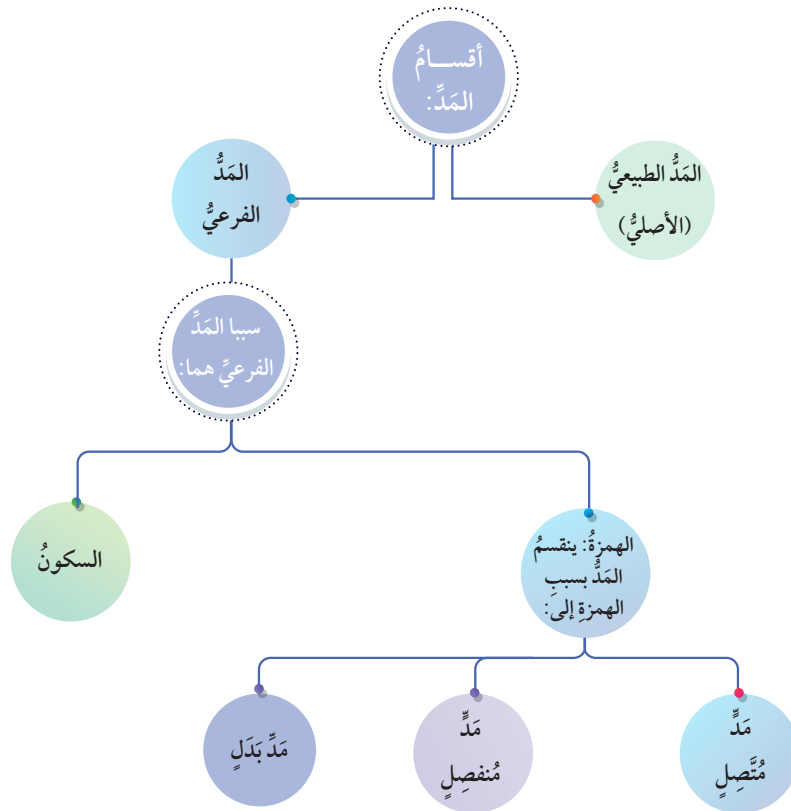 أقســـامُ
المَدِّ:
المَدُّ الطبيعيُّ
(الأصليُّ)
المَدُّ
الفرعيُّ
سببا المَدِّ
الفرعيِّ هما:
الهمزةُ: ينقسمُ
المَدُّ بسببِ
الهمزةِ إلى:
السكونُ
مَدٍّ
مُتَّصِلٍ
مَدٍّ
مُنفصِلٍ
مَدِّ بَدَلٍ